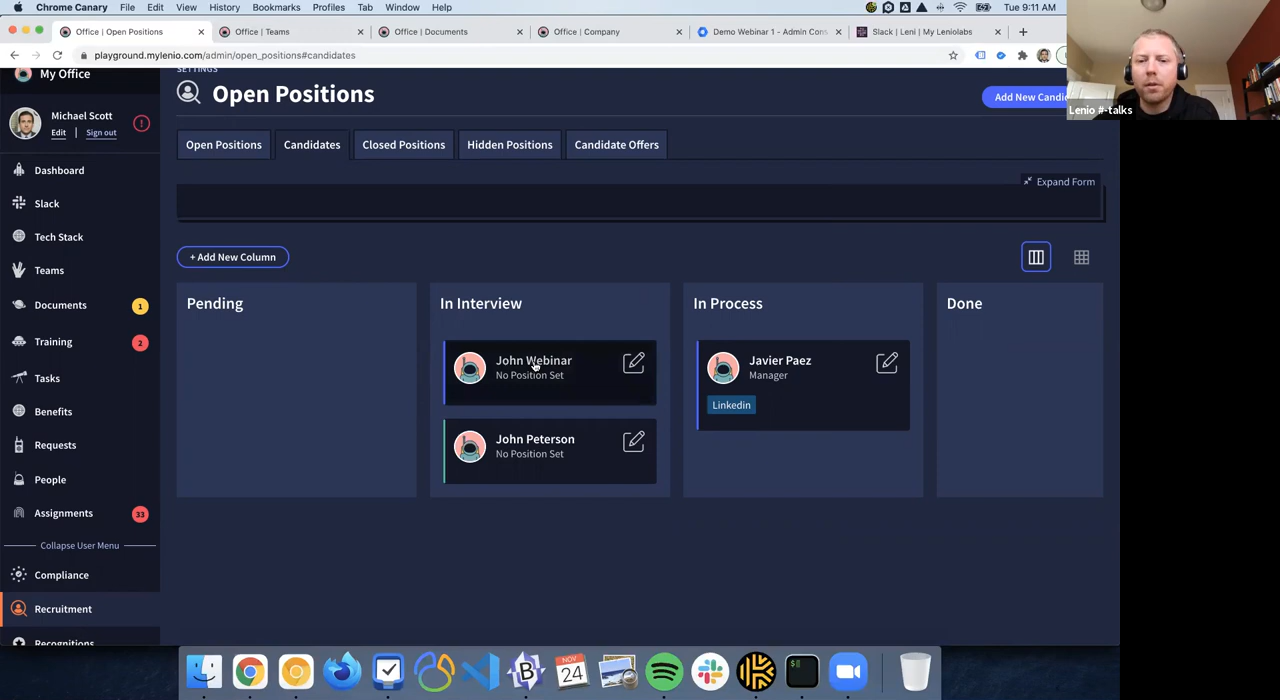 Chrome Canary File Edit View History Bookmarks Profiles Tab Window Help Tue 9:11 AM
Office | Open Positions Office | Teams Office | Documents Office | Company Demo Webinar 1 - Admin Cons Slack | Leni | My Leniolabs
playground.mylenio.com/admin/open_positions#candidates
My Office
Michael Scott
Edit | Sign out
Dashboard
Slack
Tech Stack
Teams
Documents 1
Training 2
Tasks
Benefits
Requests
People
Assignments 33
Collapse User Menu
Compliance
Recruitment
Recognitions
SETTINGS
Open Positions
Add New Candi
Open Positions Candidates Closed Positions Hidden Positions Candidate Offers
Expand Form
+ Add New Column
Pending
In Interview
John Webinar
No Position Set
John Peterson
No Position Set
In Process
Javier Paez
Manager
Linkedin
Done
Lenio #-talks
NOV
24
B
$